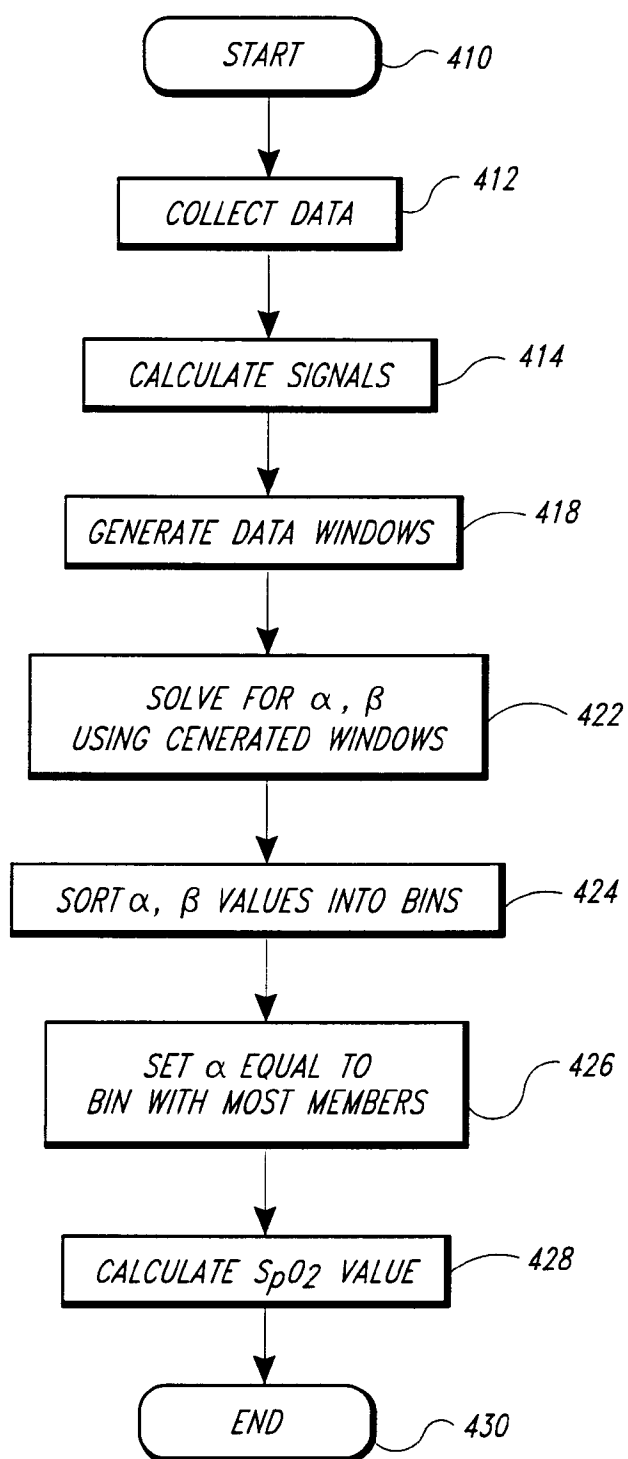 START
410
COLLECT DATA
412
CALCULATE SIGNALS
414
GENERATE DATA WINDOWS
418
SOLVE FOR α, β
USING CENERATED WINDOWS
422
SORT α, β VALUES INTO BINS
424
SET α EQUAL TO
BIN WITH MOST MEMBERS
426
CALCULATE SpO2 VALUE
428
END
430